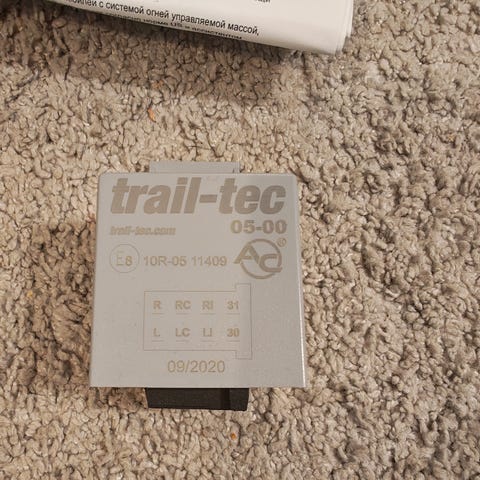 с системой огней управляемой массой,
trail-tec
trail-tec.com
05-00
E8 10R-05 11409
AC®
R RC RI 31
L LC LI 30
09/2020